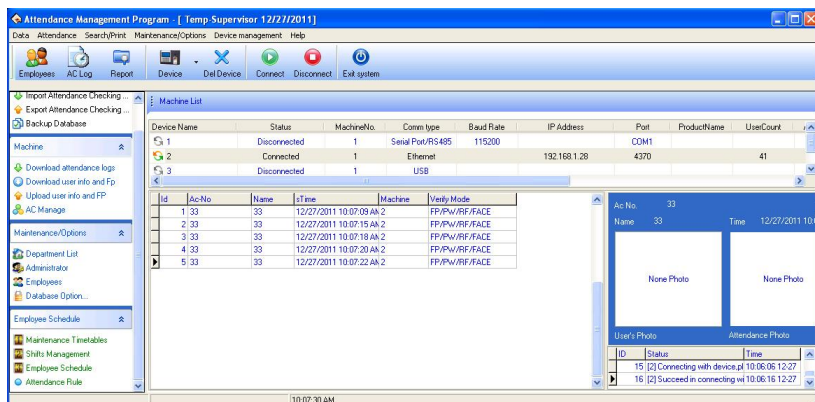 Attendance Management Program - [ Temp-Supervisor 12/27/2011]
Data Attendance Search/Print Maintenance/Options Device management Help
Employees AC Log Report Device Del Device Connect Disconnect Exit system
Import Attendance Checking ...
Export Attendance Checking ...
Backup Database
Machine
Download attendance logs
Download user info and Fp
Upload user info and FP
AC Manage
Maintenance/Options
Department List
Administrator
Employees
Database Option...
Employee Schedule
Maintenance Timetables
Shifts Management
Employee Schedule
Attendance Rule
Machine List
Device Name Status MachineNo. Comm type Baud Rate IP Address Port ProductName UserCount
1 Disconnected 1 Serial Port/RS485 115200 COM1
2 Connected 1 Ethernet 192.168.1.28 4370 41
3 Disconnected 1 USB
Id Ac-No Name sTime Machine Verify Mode
1 33 33 12/27/2011 10:07:09 AM 2 FP/PW/RF/FACE
2 33 33 12/27/2011 10:07:15 AM 2 FP/PW/RF/FACE
3 33 33 12/27/2011 10:07:18 AM 2 FP/PW/RF/FACE
4 33 33 12/27/2011 10:07:20 AM 2 FP/PW/RF/FACE
5 33 33 12/27/2011 10:07:22 AM 2 FP/PW/RF/FACE
Ac No. 33
Name 33 Time 12/27/2011 10:0
None Photo None Photo
User's Photo Attendance Photo
ID Status Time
15 [2] Connecting with device,pl 10:06:06 12-27
16 [2] Succeed in connecting wi 10:06:16 12-27
10:07:30 AM